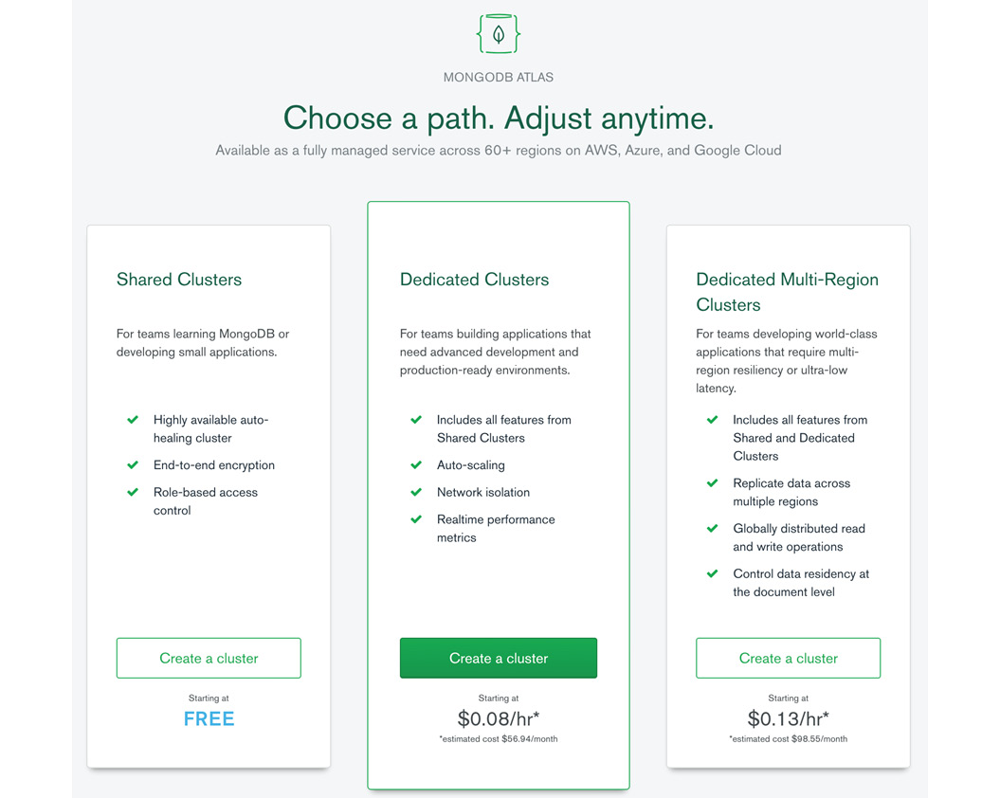 MONGODB ATLAS
Choose a path. Adjust anytime.
Available as a fully managed service across 60+ regions on AWS, Azure, and Google Cloud
Shared Clusters
For teams learning MongoDB or
developing small applications.
Highly available auto-
healing cluster
End-to-end encryption
Role-based access
control
Create a cluster
Starting at
FREE
Dedicated Clusters
For teams building applications that
need advanced development and
production-ready environments.
Includes all features from
Shared Clusters
Auto-scaling
Network isolation
Realtime performance
metrics
Create a cluster
Starting at
$0.08/hr*
*estimated cost $56.94/month
Dedicated Multi-Region
Clusters
For teams developing world-class
applications that require multi-
region resiliency or ultra-low
latency.
Includes all features from
Shared and Dedicated
Clusters
Replicate data across
multiple regions
Globally distributed read
and write operations
Control data residency at
the document level
Create a cluster
Starting at
$0.13/hr*
*estimated cost $98.55/month